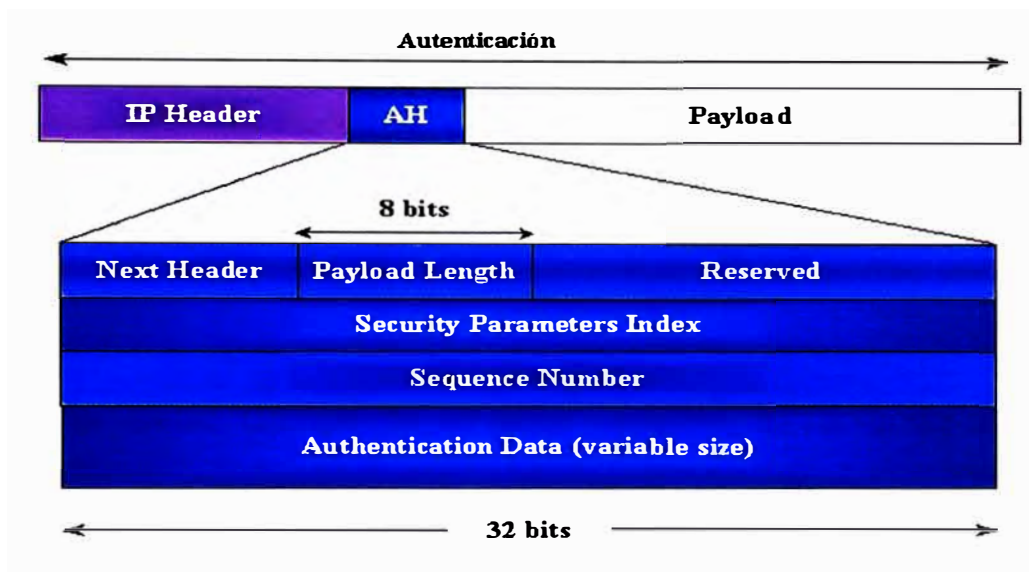 Autenticación
IP Header AH Payload
8 bits
Next Header Payload Length Reserved
Security Parameters Index
Sequence Number
Authentication Data (variable size)
32 bits